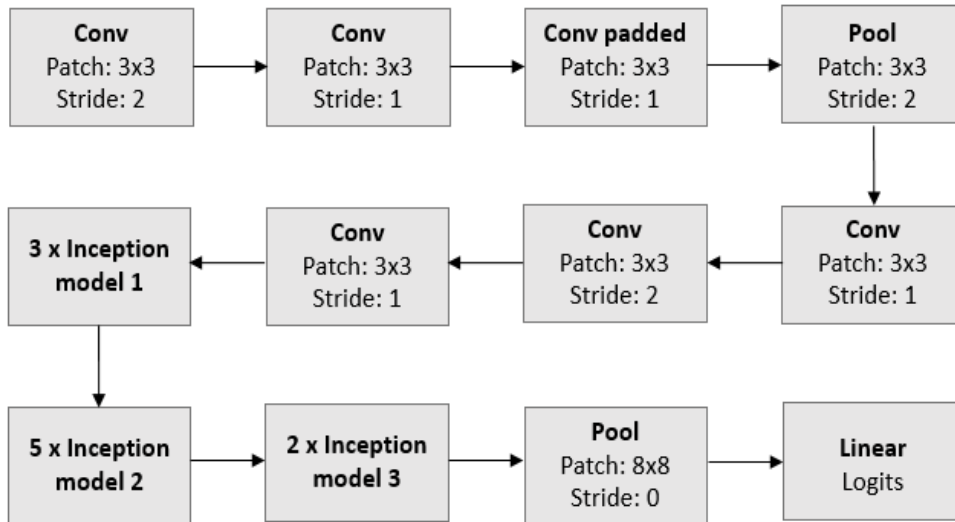 Conv
Patch: 3x3
Stride: 2
Conv
Patch: 3x3
Stride: 1
Conv padded
Patch: 3x3
Stride: 1
Pool
Patch: 3x3
Stride: 2
Conv
Patch: 3x3
Stride: 1
Conv
Patch: 3x3
Stride: 2
Conv
Patch: 3x3
Stride: 1
3 x Inception
model 1
5 x Inception
model 2
2 x Inception
model 3
Pool
Patch: 8x8
Stride: 0
Linear
Logits